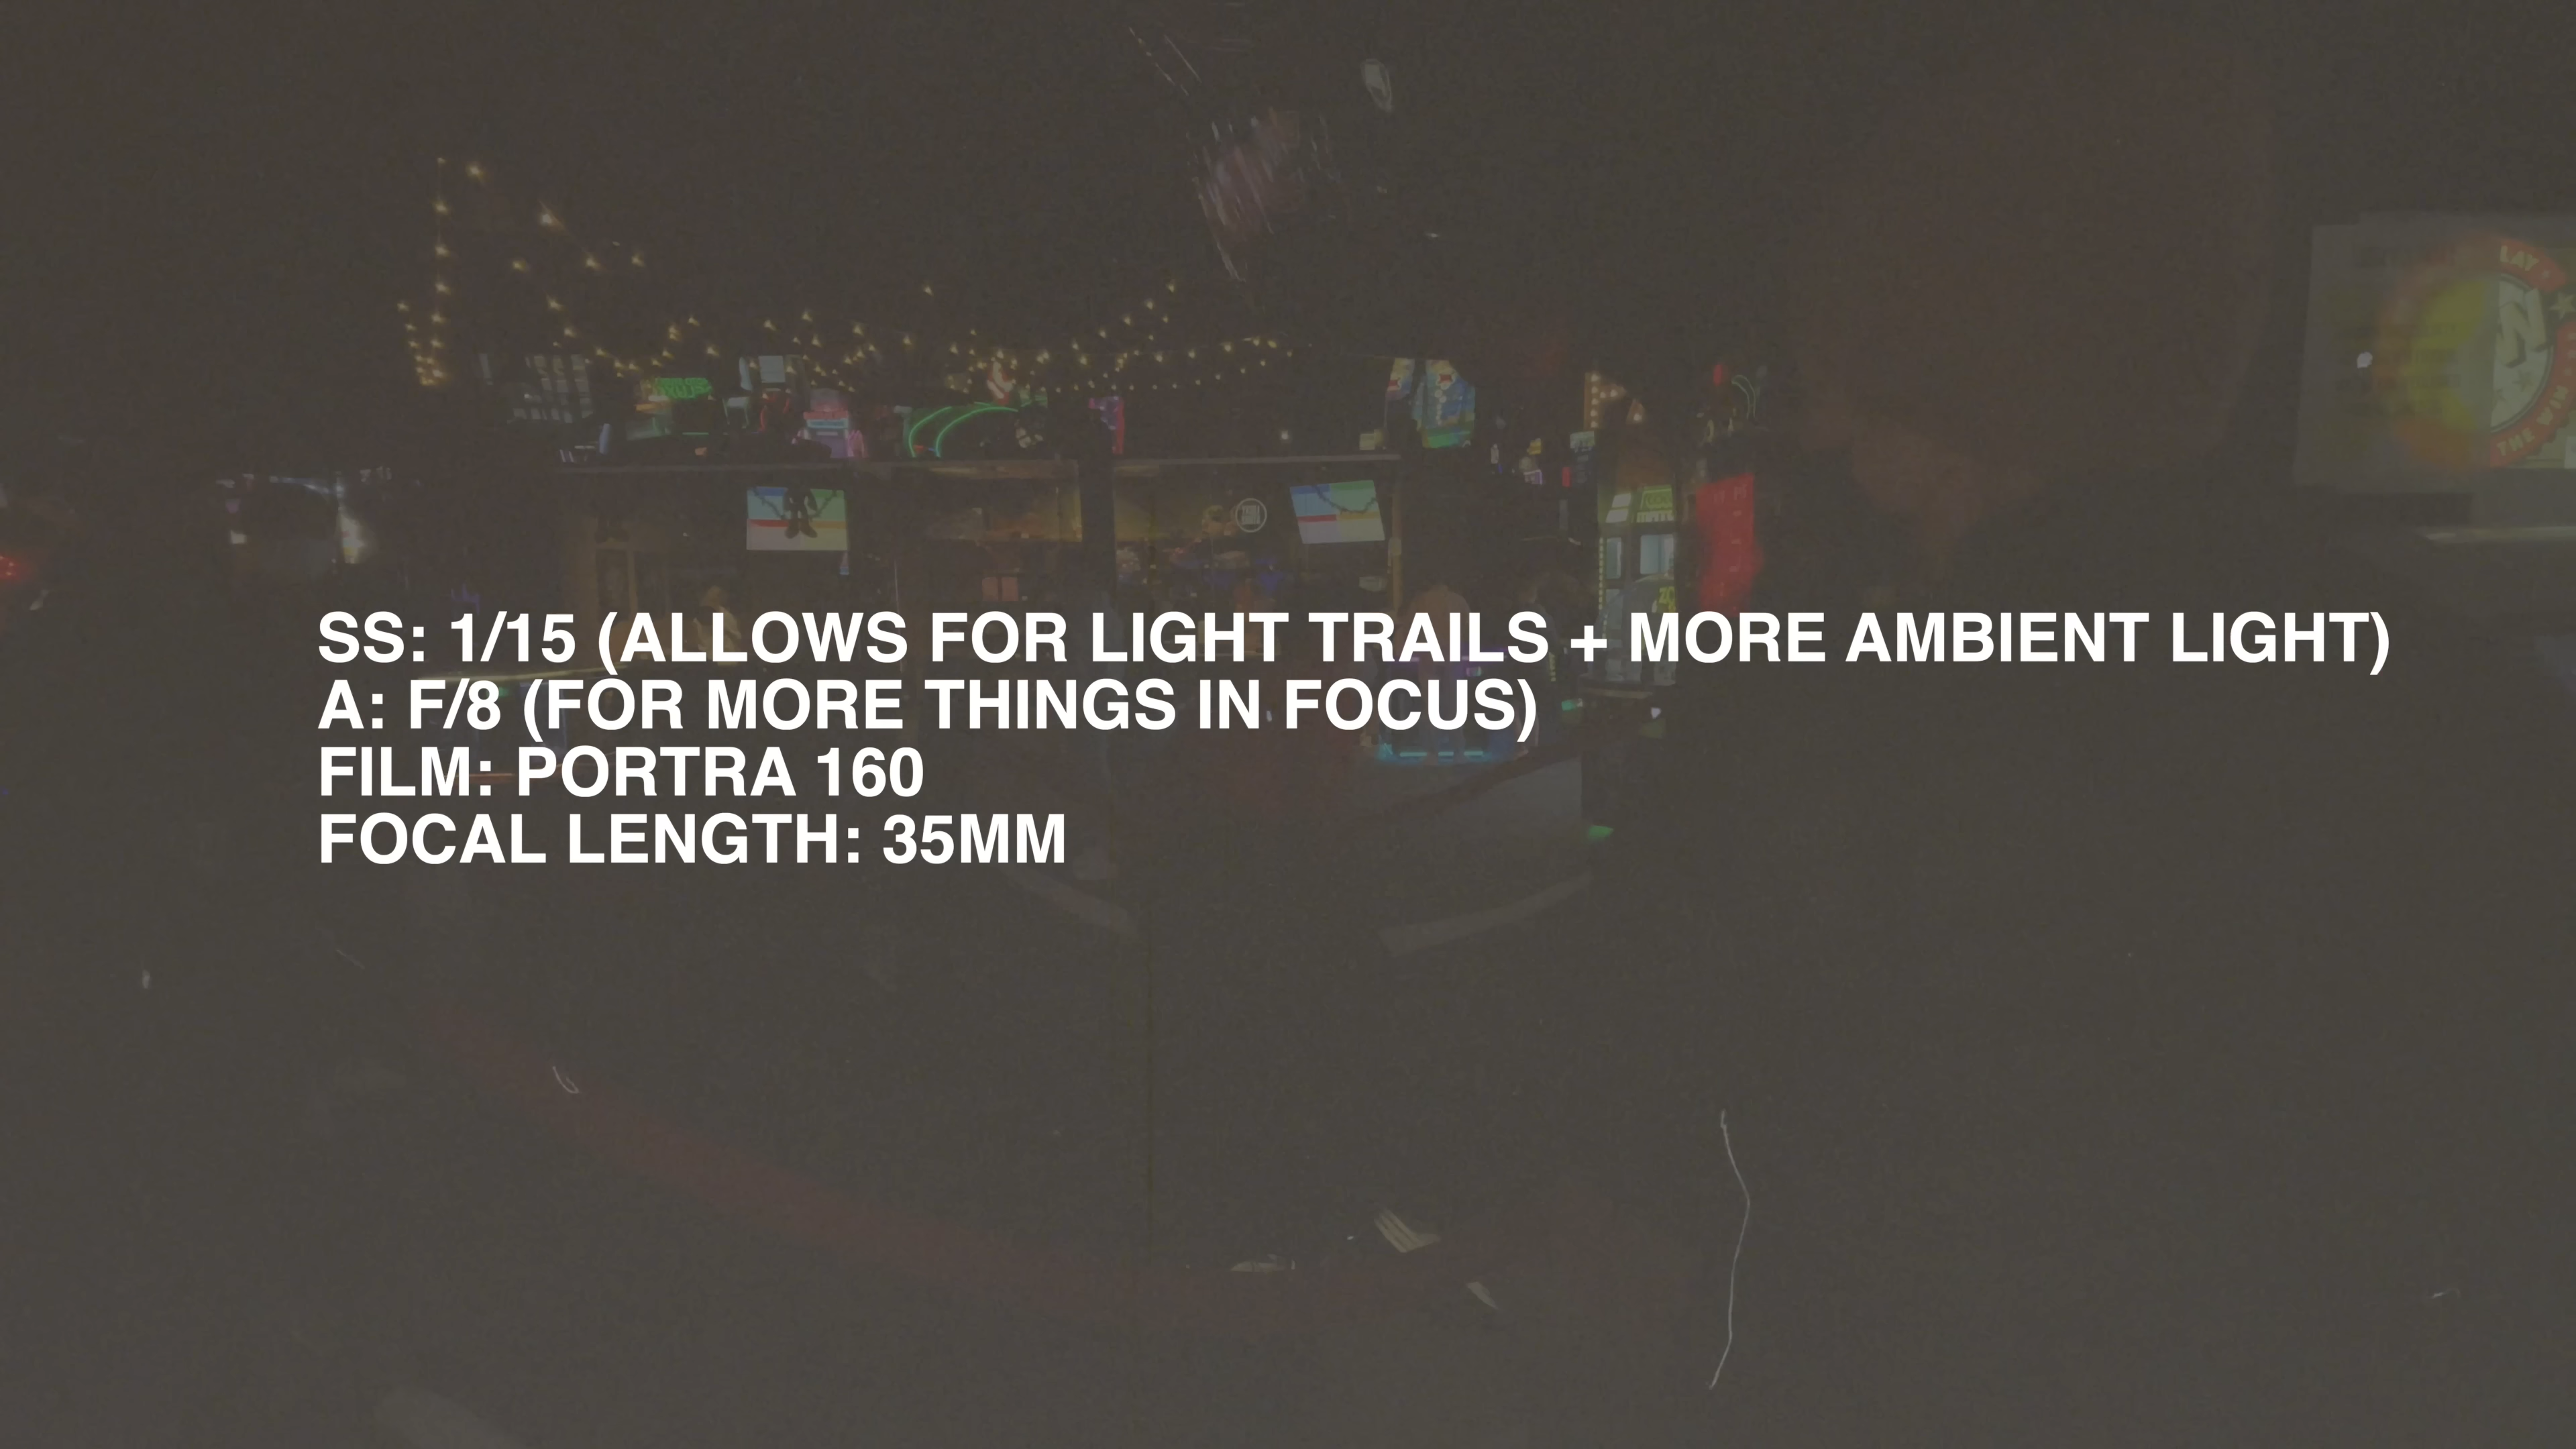 SS: 1/15 (ALLOWS FOR LIGHT TRAILS + MORE AMBIENT LIGHT)
A: F/8 (FOR MORE THINGS IN FOCUS)
FILM: PORTRA 160
FOCAL LENGTH: 35MM